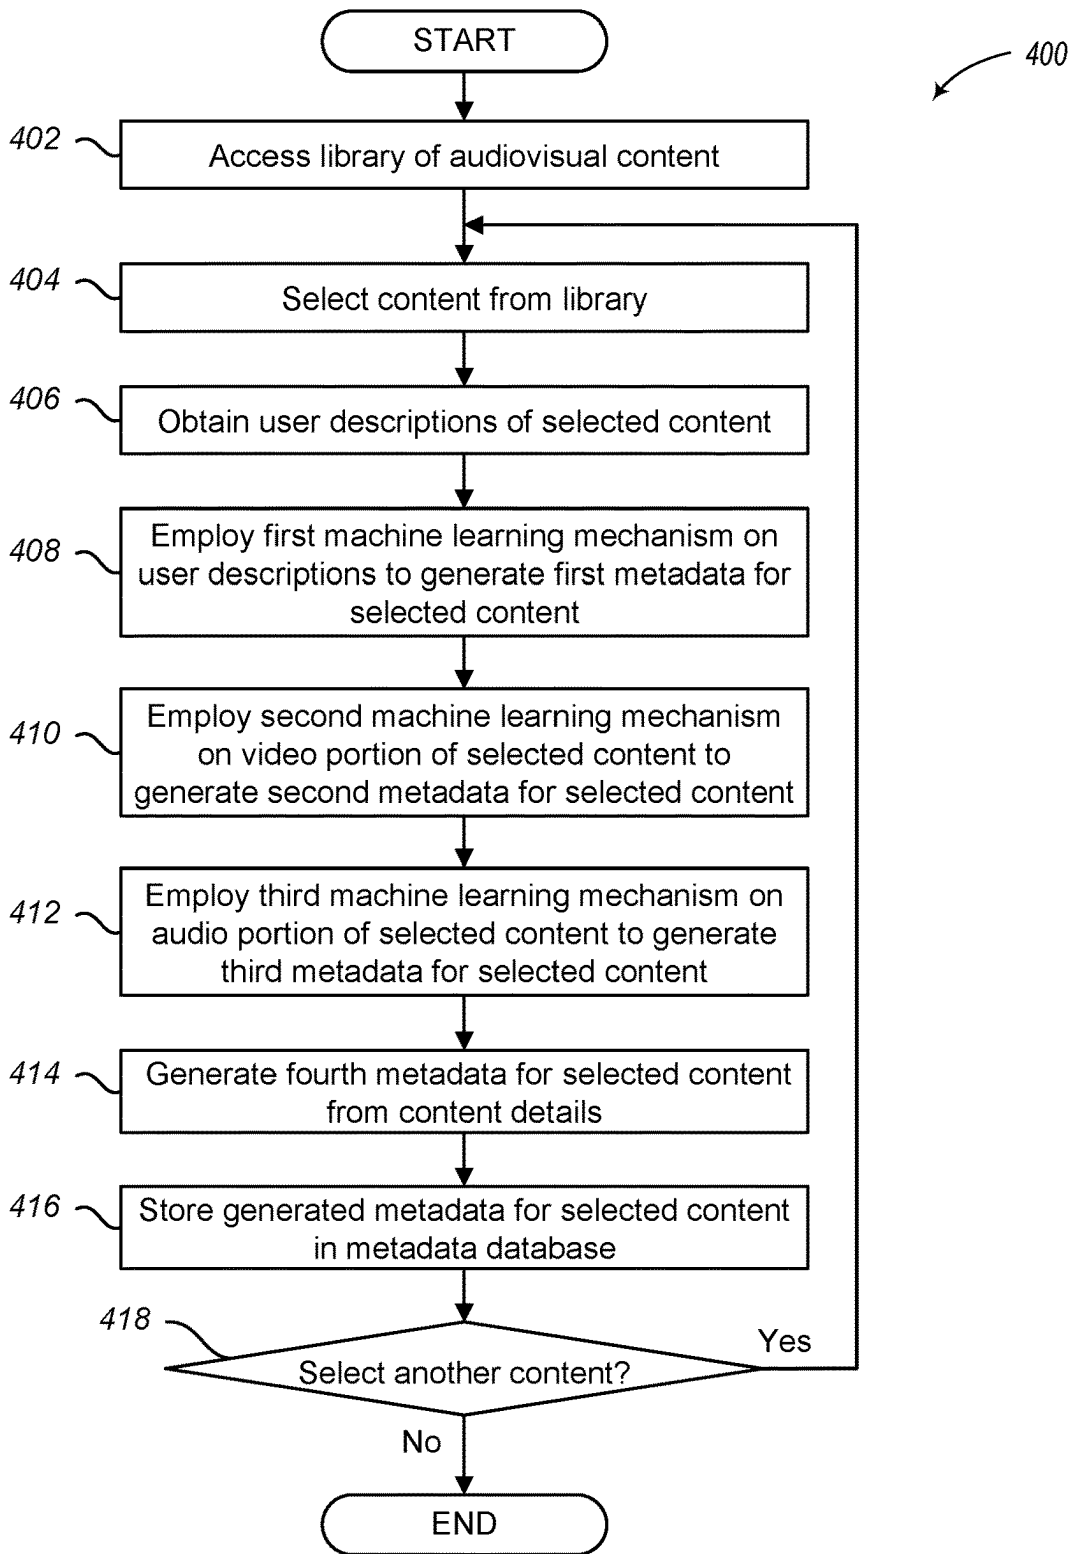 START
400
402
Access library of audiovisual content
404
Select content from library
406
Obtain user descriptions of selected content
408
Employ first machine learning mechanism on
user descriptions to generate first metadata for
selected content
410
Employ second machine learning mechanism
on video portion of selected content to
generate second metadata for selected content
412
Employ third machine learning mechanism on
audio portion of selected content to generate
third metadata for selected content
414
Generate fourth metadata for selected content
from content details
416
Store generated metadata for selected content
in metadata database
418
Select another content?
Yes
No
END